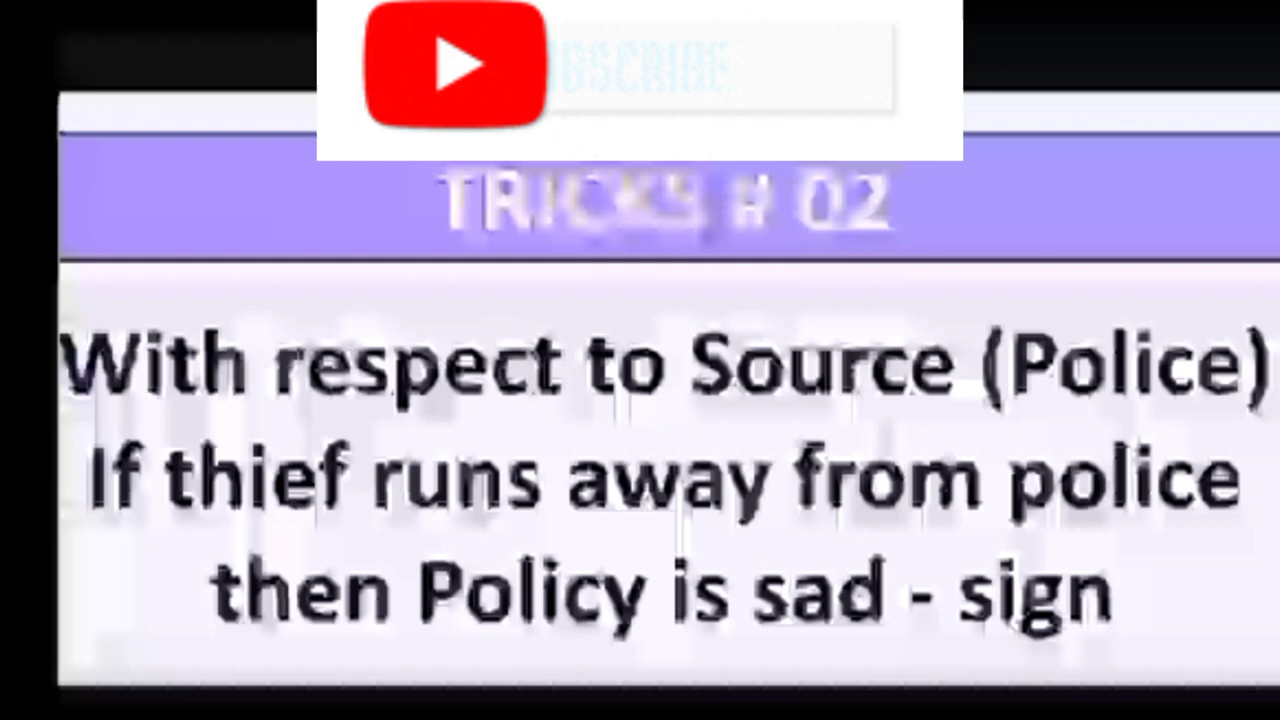 TRICKS # 02
With respect to Source (Police)
If thief runs away from police
then Policy is sad - sign